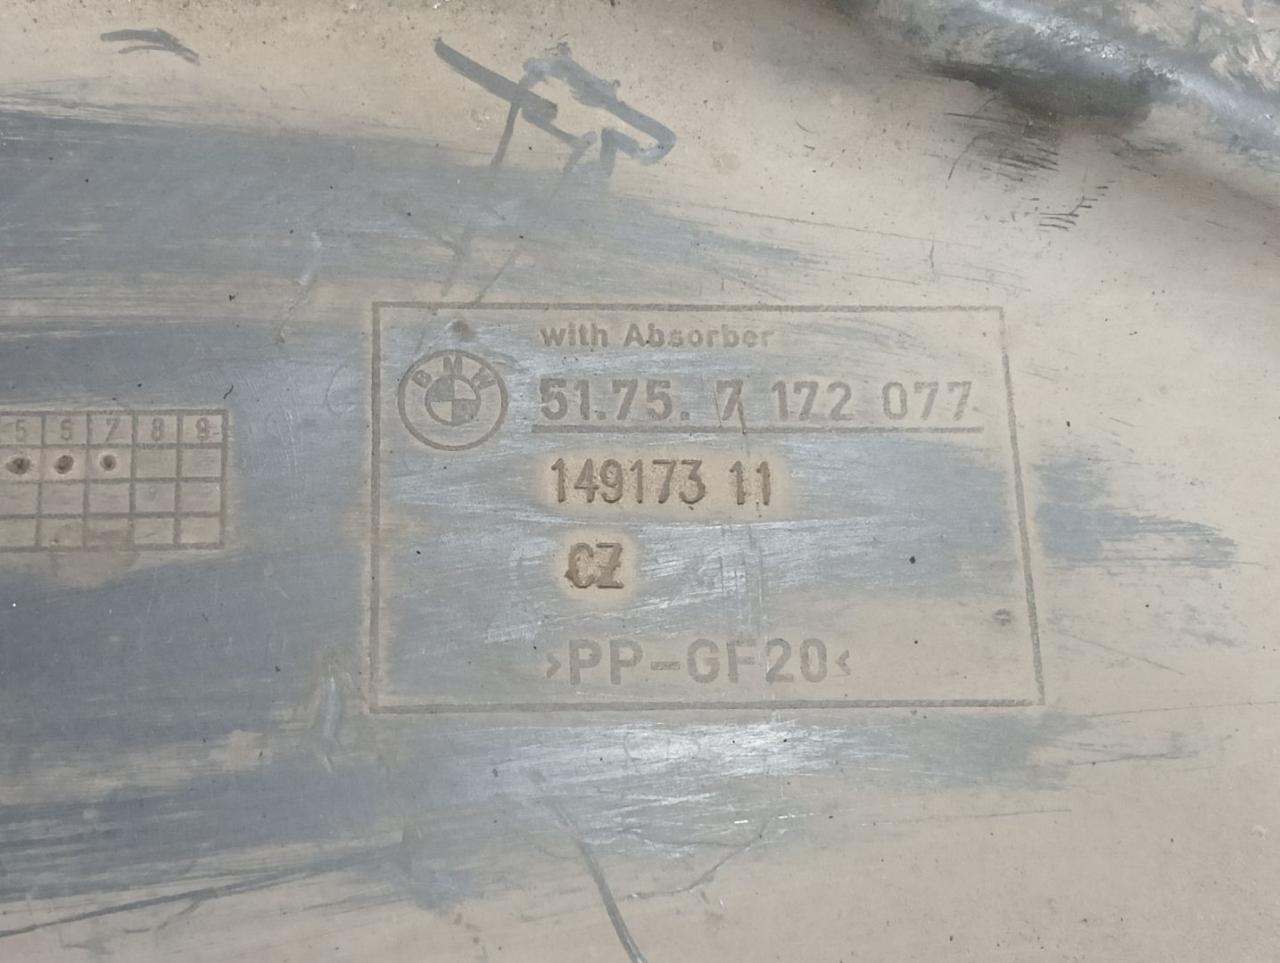 with Absorber
BMW
51.75. 7 172 077
149173 11
CZ
>PP-GF20<
5 6 7 8 9